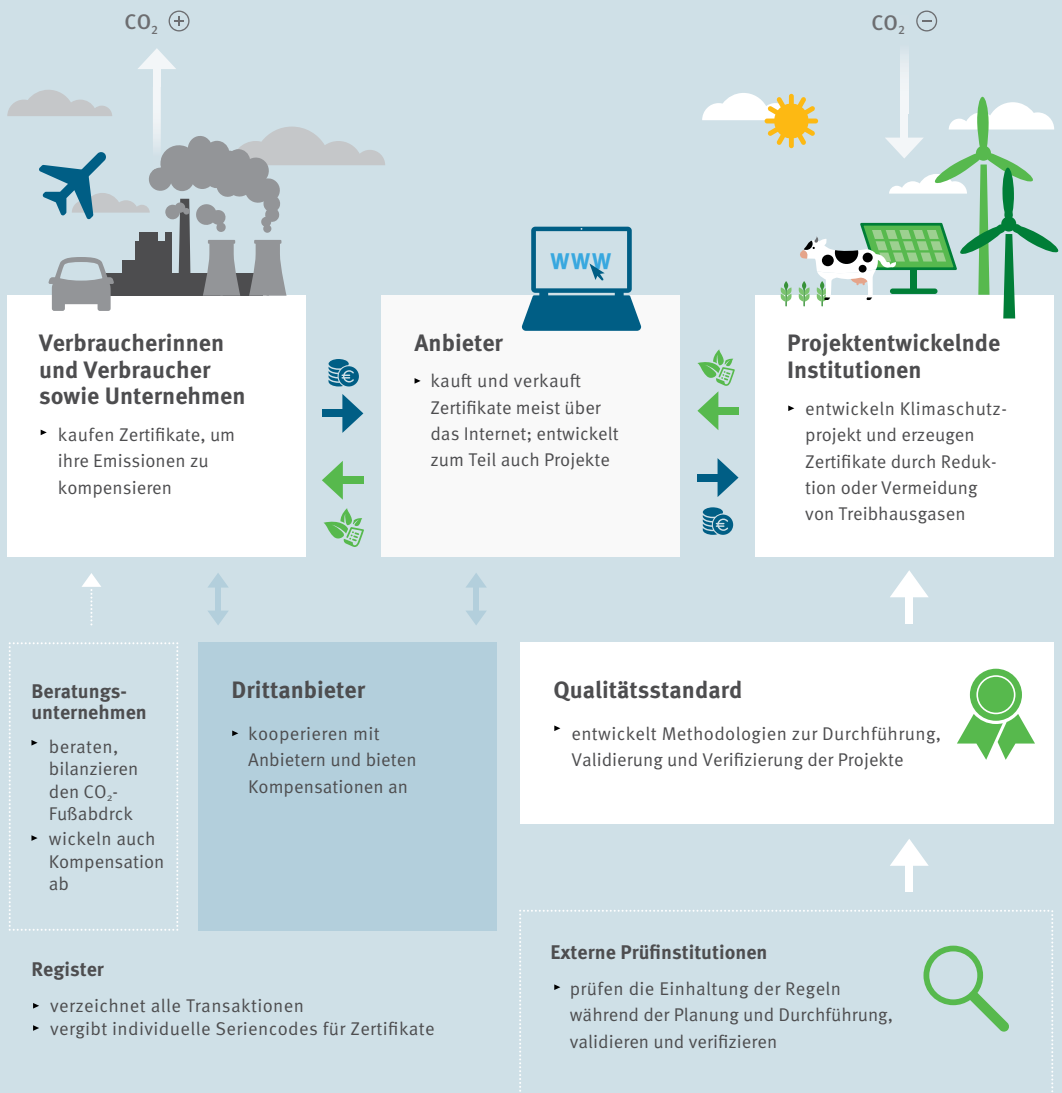 CO₂ ⊕
CO₂ ⊖
www
Verbraucherinnen
und Verbraucher
sowie Unternehmen
‣ kaufen Zertifikate, um
ihre Emissionen zu
kompensieren
Anbieter
‣ kauft und verkauft
Zertifikate meist über
das Internet; entwickelt
zum Teil auch Projekte
Projektentwickelnde
Institutionen
‣ entwickeln Klimaschutz-
projekt und erzeugen
Zertifikate durch Reduk-
tion oder Vermeidung
von Treibhausgasen
Beratungs-
unternehmen
‣ beraten,
bilanzieren
den CO₂-
Fußabdrck
‣ wickeln auch
Kompensation
ab
Drittanbieter
‣ kooperieren mit
Anbietern und bieten
Kompensationen an
Qualitätsstandard
‣ entwickelt Methodologien zur Durchführung,
Validierung und Verifizierung der Projekte
Register
‣ verzeichnet alle Transaktionen
‣ vergibt individuelle Seriencodes für Zertifikate
Externe Prüfinstitutionen
‣ prüfen die Einhaltung der Regeln
während der Planung und Durchführung,
validieren und verifizieren